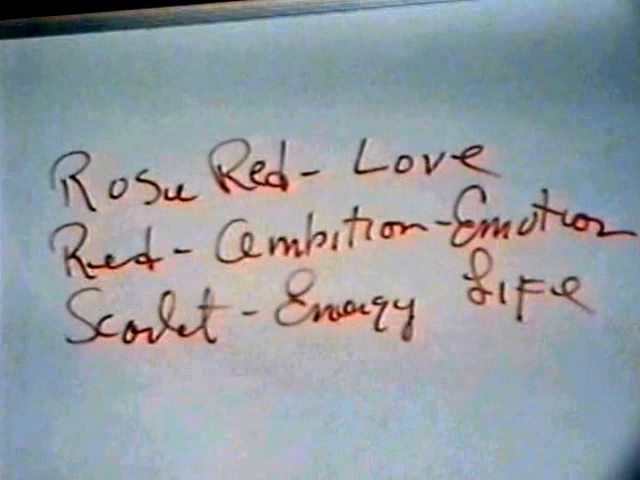 Rose Red - Love
Red - Ambition - Emotion
Scarlet - Energy Life